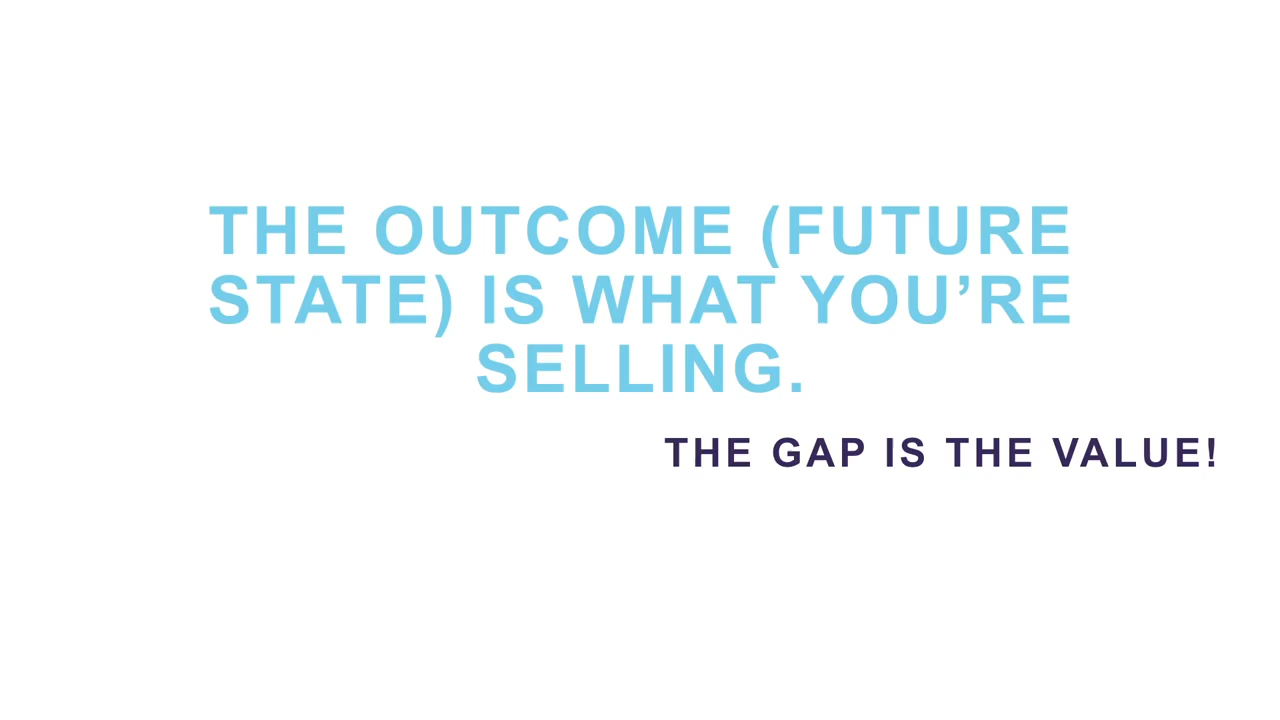 THE OUTCOME (FUTURE
STATE) IS WHAT YOU’RE
SELLING.
THE GAP IS THE VALUE!